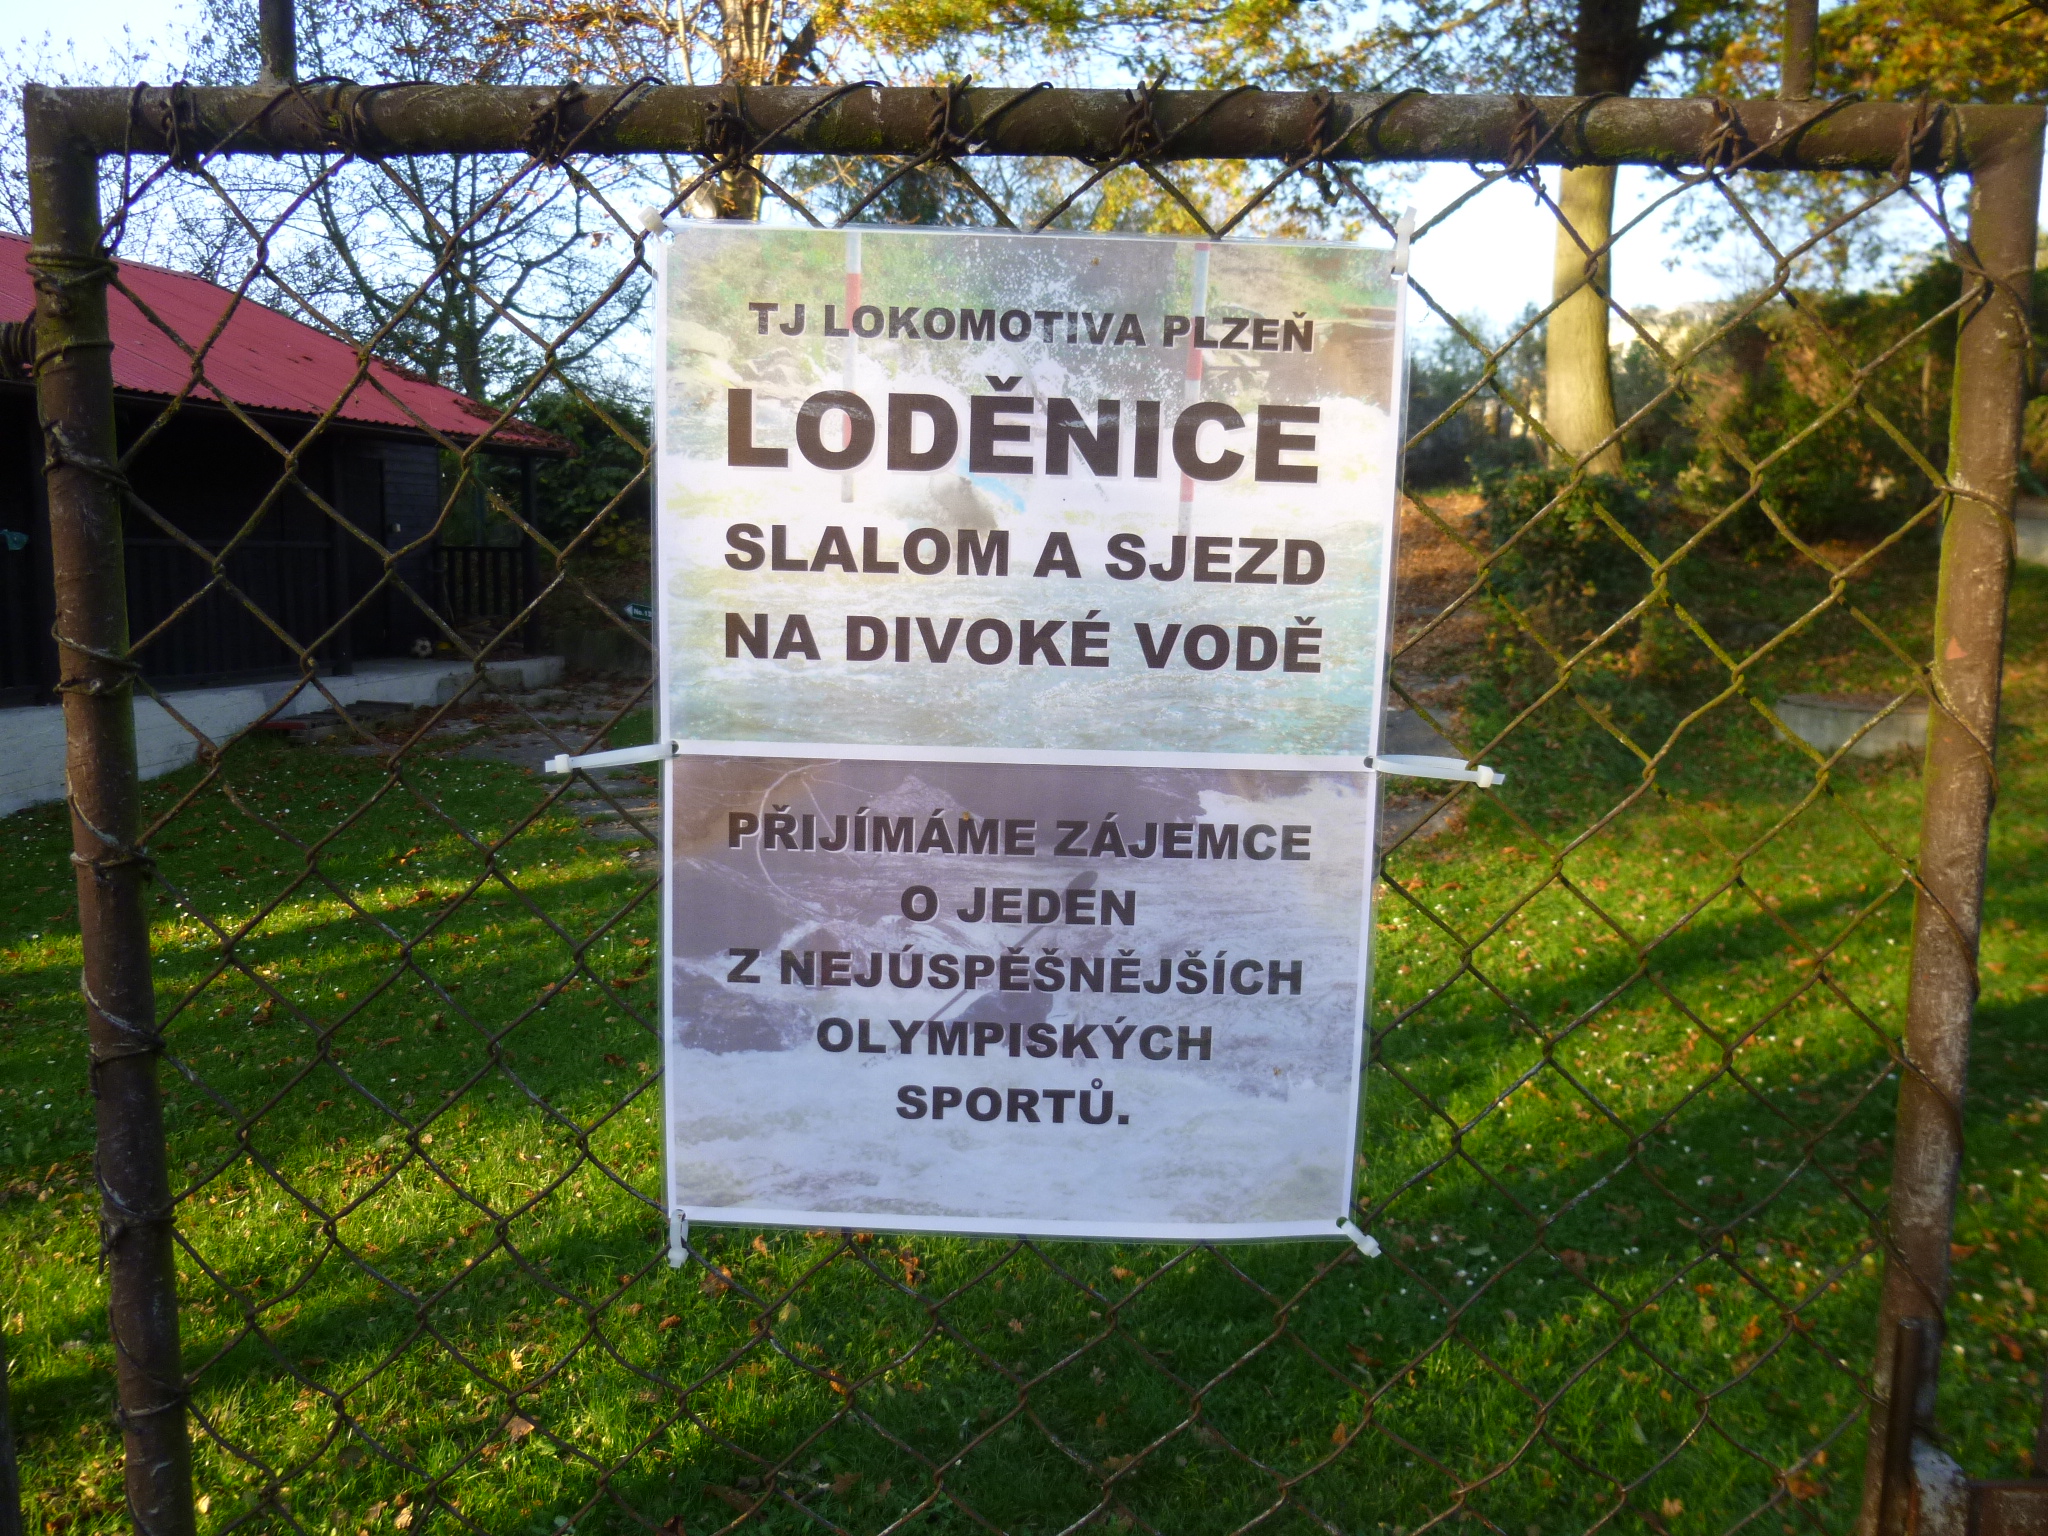 TJ LOKOMOTIVA PLZEŇ
LODĚNICE
SLALOM A SJEZD
NA DIVOKÉ VODĚ
PŘIJÍMÁME ZÁJEMCE
O JEDEN
Z NEJÚSPĚŠNĚJŠÍCH
OLYMPISKÝCH
SPORTŮ.